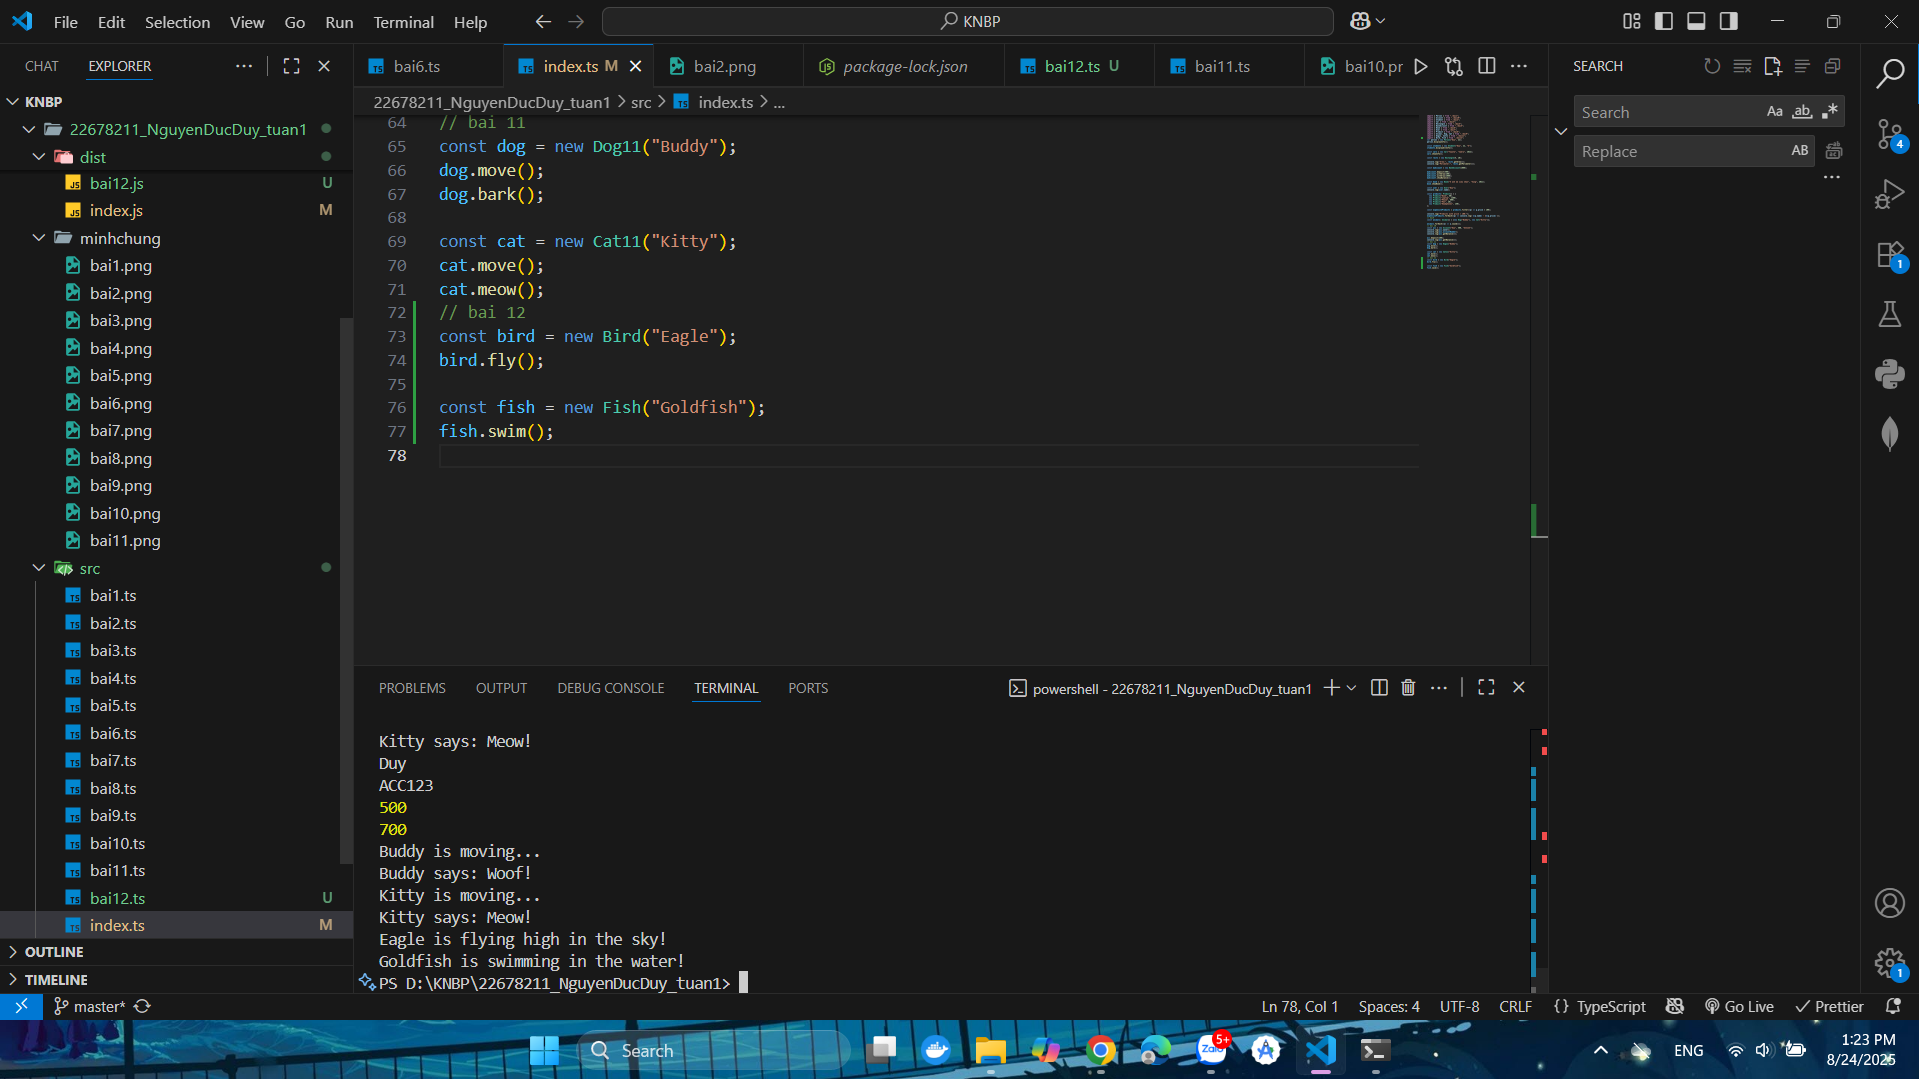 File Edit Selection View Go Run Terminal Help
KNBP
CHAT EXPLORER
bai6.ts
index.ts M
bai2.png
package-lock.json
bai12.ts U
bai11.ts
bai10.pr
22678211_NguyenDucDuy_tuan1 > src > index.ts > ...
KNBP
22678211_NguyenDucDuy_tuan1
dist
bai12.js U
index.js M
minhchung
bai1.png
bai2.png
bai3.png
bai4.png
bai5.png
bai6.png
bai7.png
bai8.png
bai9.png
bai10.png
bai11.png
src
bai1.ts
bai2.ts
bai3.ts
bai4.ts
bai5.ts
bai6.ts
bai7.ts
bai8.ts
bai9.ts
bai10.ts
bai11.ts
bai12.ts U
index.ts M
OUTLINE
TIMELINE
64 // bai 11
65 const dog = new Dog11("Buddy");
66 dog.move();
67 dog.bark();
68
69 const cat = new Cat11("Kitty");
70 cat.move();
71 cat.meow();
72 // bai 12
73 const bird = new Bird("Eagle");
74 bird.fly();
75
76 const fish = new Fish("Goldfish");
77 fish.swim();
78
PROBLEMS OUTPUT DEBUG CONSOLE TERMINAL PORTS
powershell - 22678211_NguyenDucDuy_tuan1
Kitty says: Meow!
Duy
ACC123
500
700
Buddy is moving...
Buddy says: Woof!
Kitty is moving...
Kitty says: Meow!
Eagle is flying high in the sky!
Goldfish is swimming in the water!
PS D:\KNBP\22678211_NguyenDucDuy_tuan1>
SEARCH
Search Aa ab
Replace AB
4
1
1
master*
Ln 78, Col 1 Spaces: 4 UTF-8 CRLF {} TypeScript Go Live Prettier
Search
Zalo 5+
ENG
1:23 PM
8/24/2025